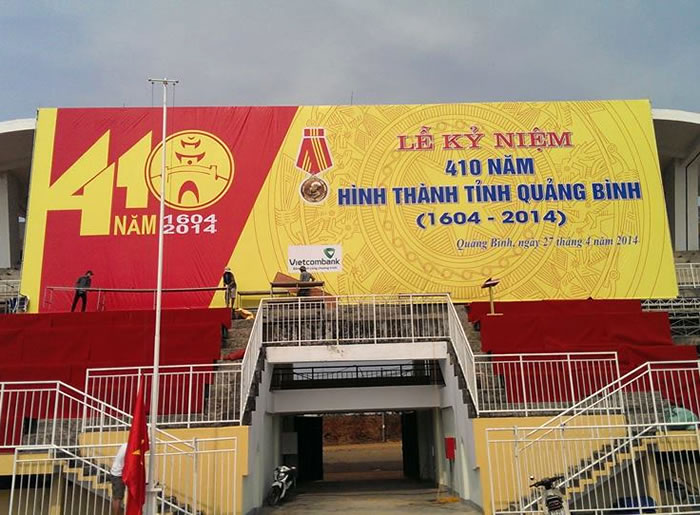 410
NĂM
1604
2014
LỄ KỶ NIỆM
410 NĂM
HÌNH THÀNH TỈNH QUẢNG BÌNH
(1604 - 2014)
Quảng Bình, ngày 27 tháng 4 năm 2014
Vietcombank